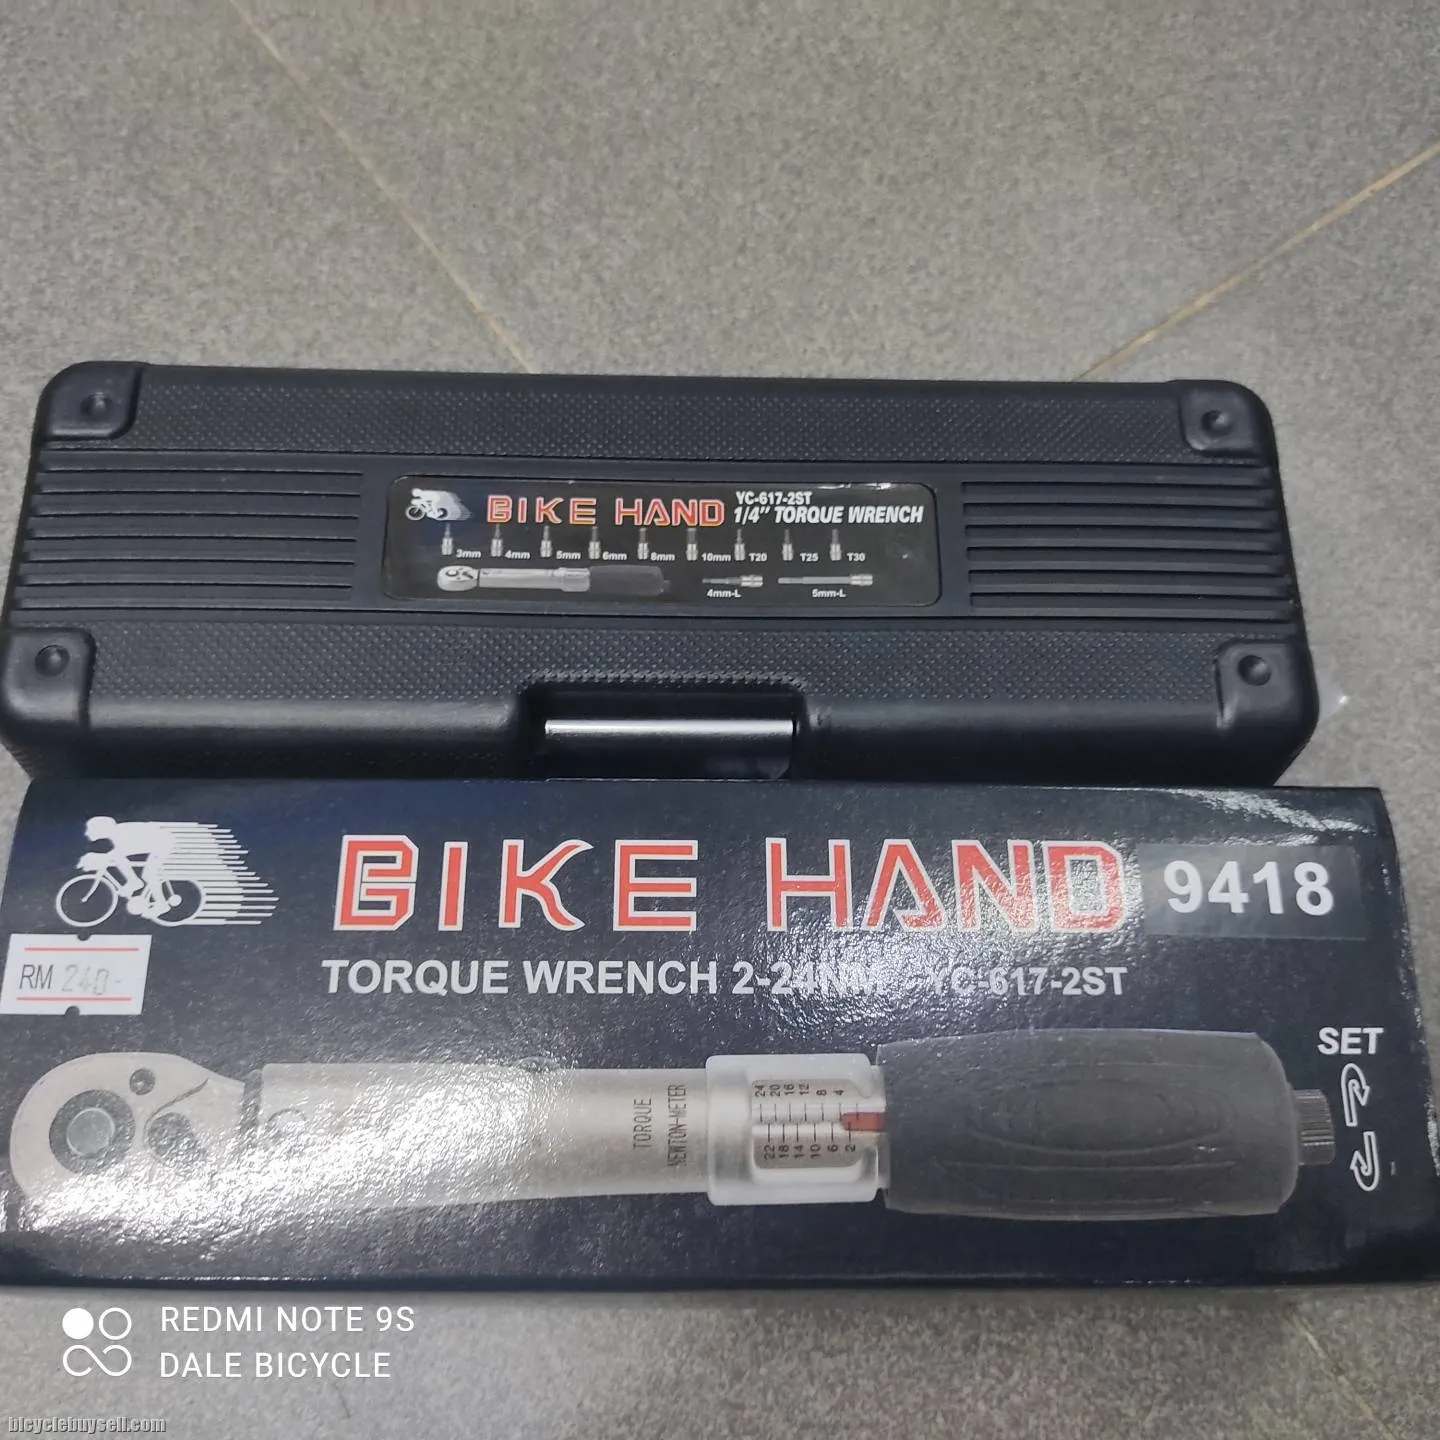 BIKE HAND YC-617-2ST
1/4" TORQUE WRENCH
3mm 4mm 5mm 6mm 8mm 10mm T20 T25 T30
4mm-L 5mm-L
BIKE HAND 9418
RM 240-
TORQUE WRENCH 2-24NM YC-617-2ST
SET
TORQUE
NEWTON-METER
24 20 16 12 8 4
22 18 14 10 6 2
REDMI NOTE 9S
DALE BICYCLE
bicyclebuysell.com